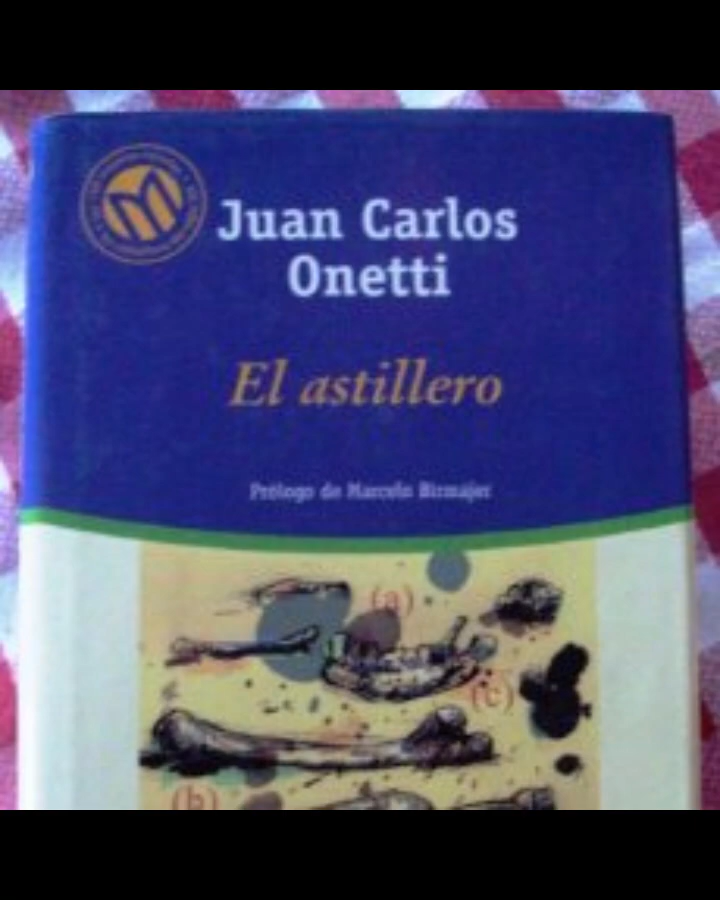 Juan Carlos
Onetti
El astillero
Prólogo de Marcelo Birmajer
(a)
(c)
(b)